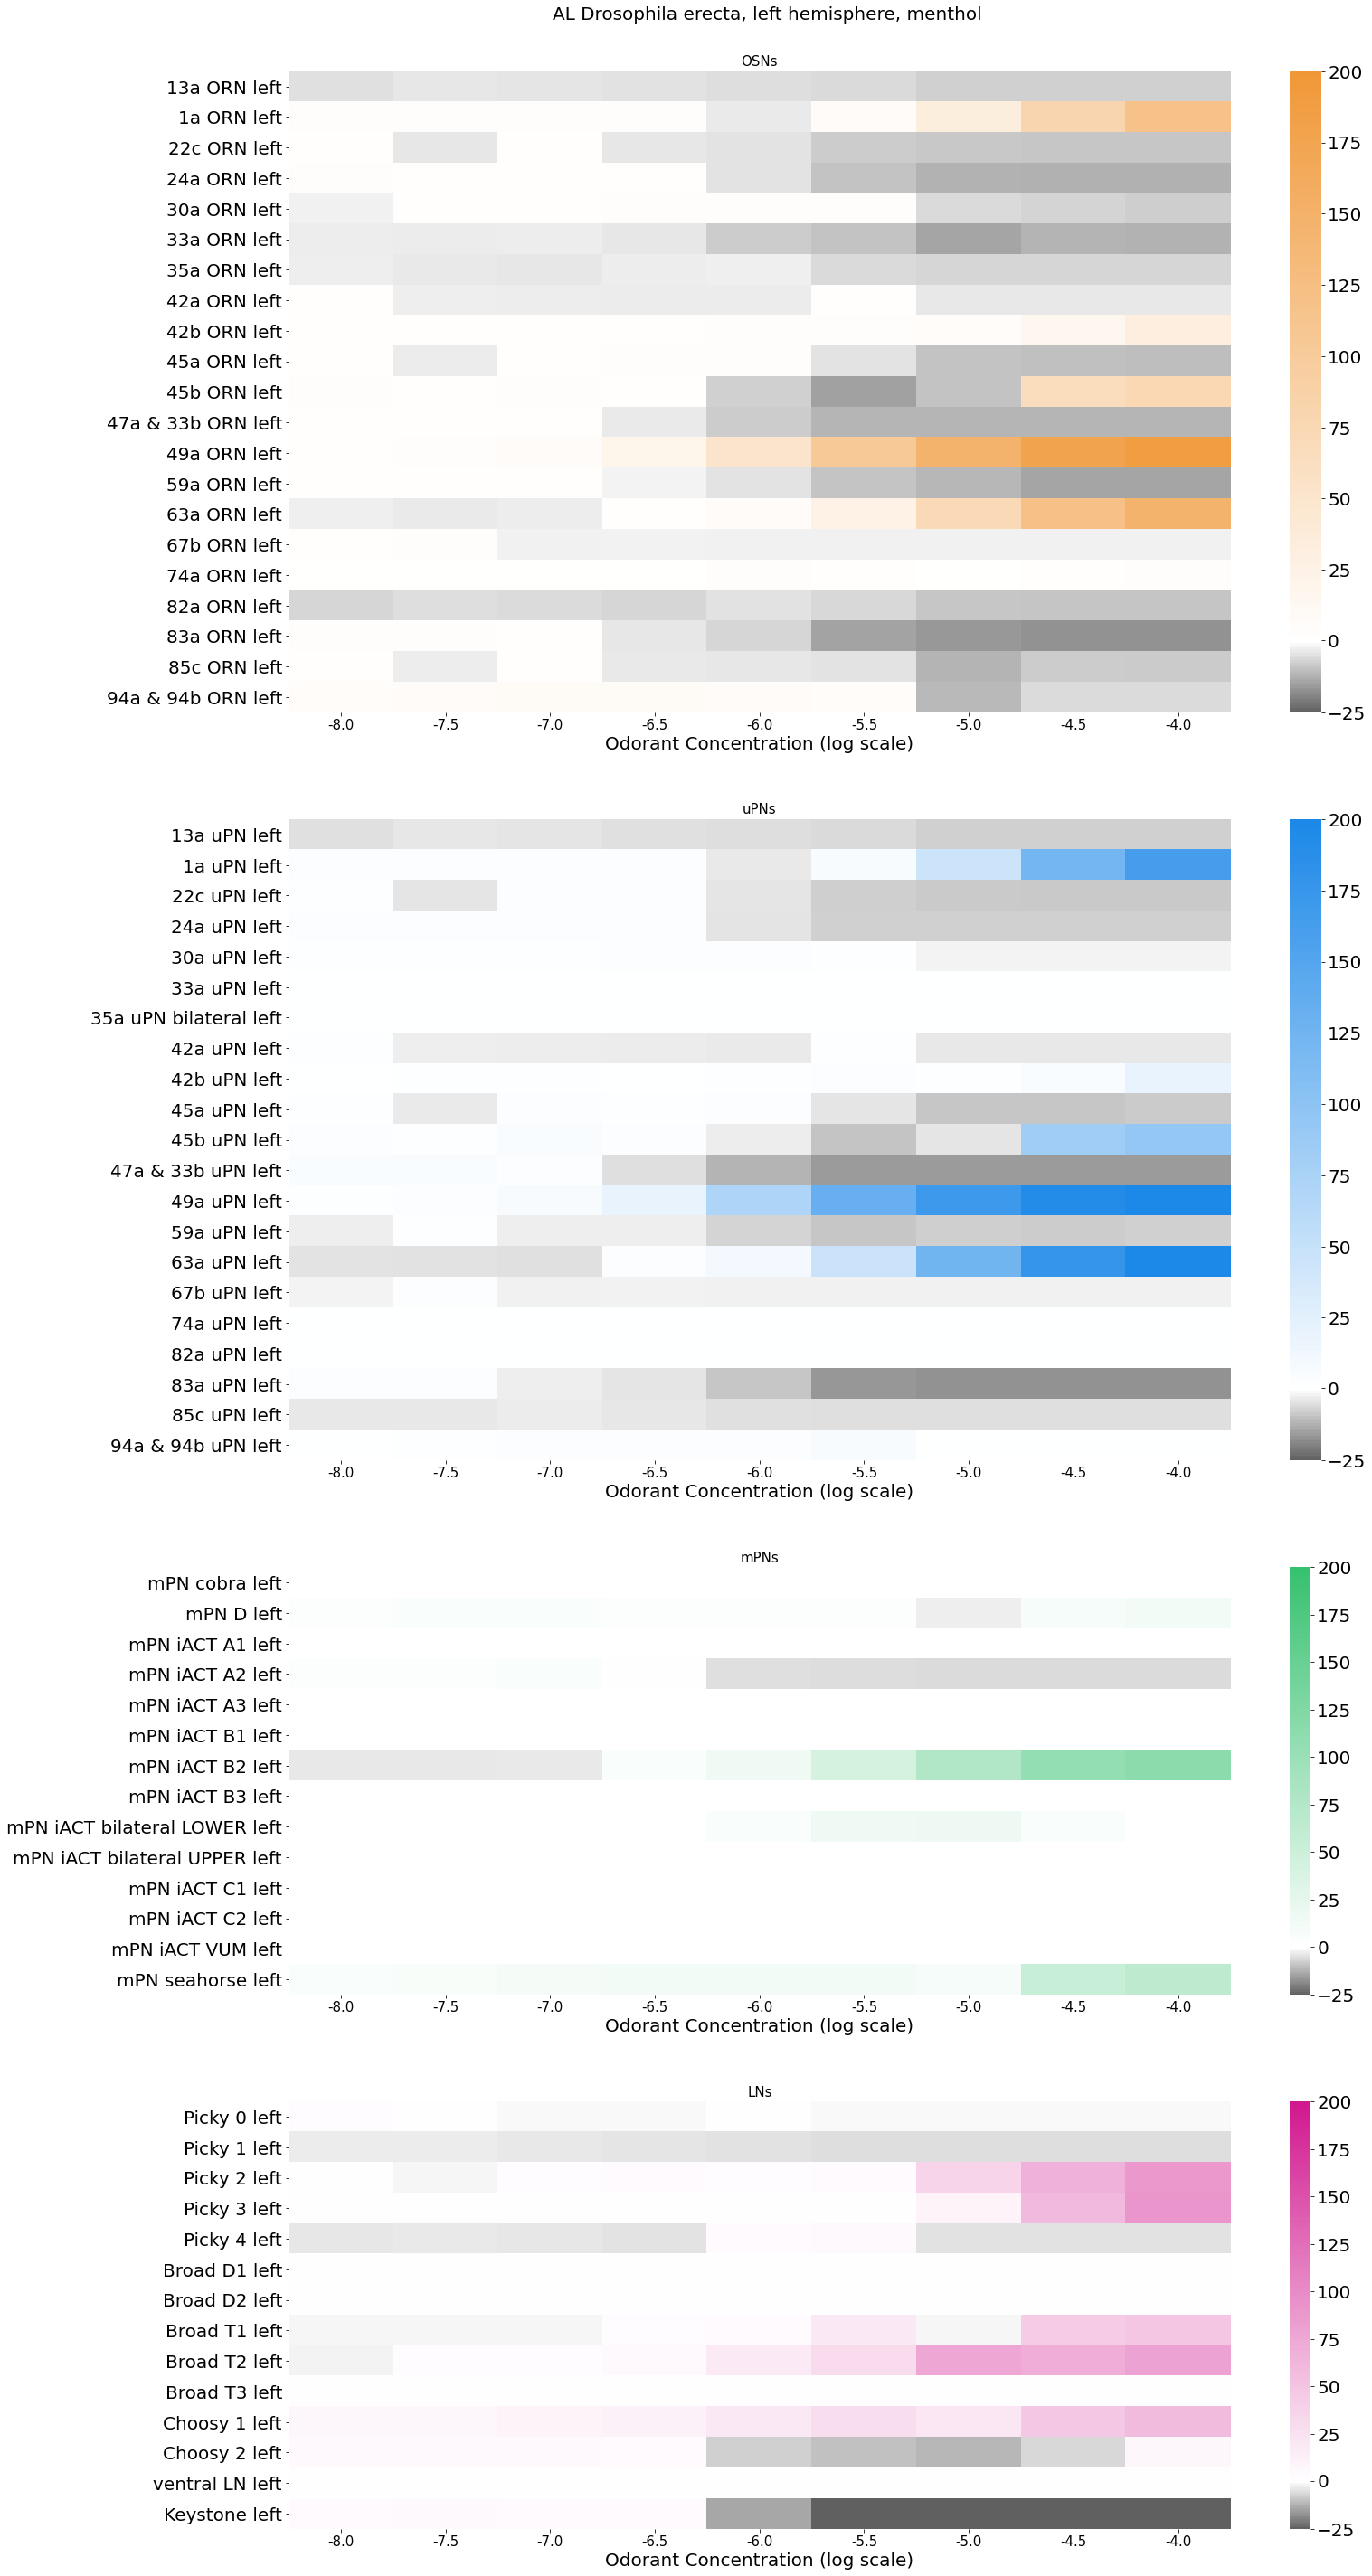 AL Drosophila erecta, left hemisphere, menthol
OSNs
13a ORN left
1a ORN left
22c ORN left
24a ORN left
30a ORN left
33a ORN left
35a ORN left
42a ORN left
42b ORN left
45a ORN left
45b ORN left
47a & 33b ORN left
49a ORN left
59a ORN left
63a ORN left
67b ORN left
74a ORN left
82a ORN left
83a ORN left
85c ORN left
94a & 94b ORN left
-8.0 -7.5 -7.0 -6.5 -6.0 -5.5 -5.0 -4.5 -4.0
Odorant Concentration (log scale)
200
175
150
125
100
75
50
25
0
−25
uPNs
13a uPN left
1a uPN left
22c uPN left
24a uPN left
30a uPN left
33a uPN left
35a uPN bilateral left
42a uPN left
42b uPN left
45a uPN left
45b uPN left
47a & 33b uPN left
49a uPN left
59a uPN left
63a uPN left
67b uPN left
74a uPN left
82a uPN left
83a uPN left
85c uPN left
94a & 94b uPN left
-8.0 -7.5 -7.0 -6.5 -6.0 -5.5 -5.0 -4.5 -4.0
Odorant Concentration (log scale)
200
175
150
125
100
75
50
25
0
−25
mPNs
mPN cobra left
mPN D left
mPN iACT A1 left
mPN iACT A2 left
mPN iACT A3 left
mPN iACT B1 left
mPN iACT B2 left
mPN iACT B3 left
mPN iACT bilateral LOWER left
mPN iACT bilateral UPPER left
mPN iACT C1 left
mPN iACT C2 left
mPN iACT VUM left
mPN seahorse left
-8.0 -7.5 -7.0 -6.5 -6.0 -5.5 -5.0 -4.5 -4.0
Odorant Concentration (log scale)
200
175
150
125
100
75
50
25
0
−25
LNs
Picky 0 left
Picky 1 left
Picky 2 left
Picky 3 left
Picky 4 left
Broad D1 left
Broad D2 left
Broad T1 left
Broad T2 left
Broad T3 left
Choosy 1 left
Choosy 2 left
ventral LN left
Keystone left
-8.0 -7.5 -7.0 -6.5 -6.0 -5.5 -5.0 -4.5 -4.0
Odorant Concentration (log scale)
200
175
150
125
100
75
50
25
0
−25